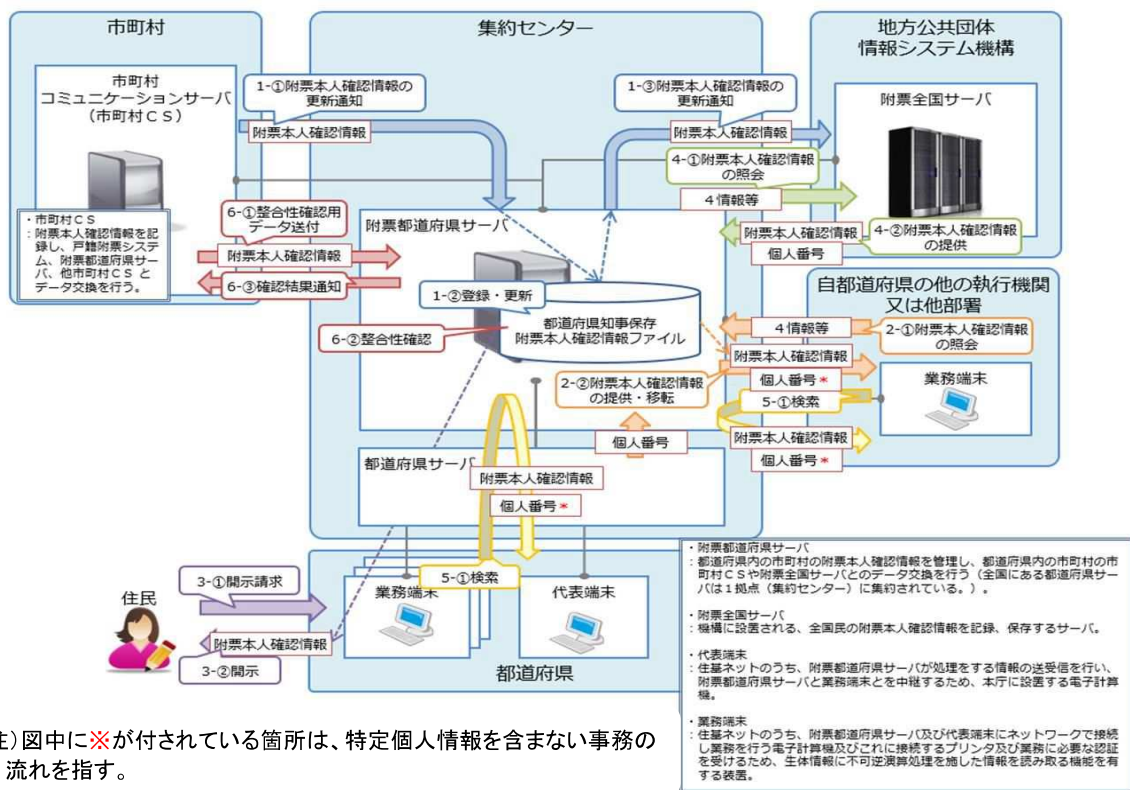 市町村
集約センター
地方公共団体
情報システム機構
市町村
コミュニケーションサーバ
(市町村CS)
1-①附票本人確認情報の
更新通知
附票本人確認情報
1-③附票本人確認情報の
更新通知
附票本人確認情報
附票全国サーバ
4-①附票本人確認情報
の照会
4情報等
附票本人確認情報
個人番号
4-②附票本人確認情報
の提供
・市町村CS
:附票本人確認情報を記
録し、戸籍附票システ
ム、附票都道府県サー
バ、他市町村CS と
データ交換を行う。
6-①整合性確認用
データ送付
附票本人確認情報
6-③確認結果通知
附票都道府県サーバ
1-②登録・更新
都道府県知事保存
附票本人確認情報ファイル
6-②整合性確認
自都道府県の他の執行機関
又は他部署
4情報等
2-①附票本人確認情報
の照会
附票本人確認情報
個人番号*
2-②附票本人確認情報
の提供・移転
業務端末
5-①検索
附票本人確認情報
個人番号*
個人番号
都道府県サーバ
附票本人確認情報
個人番号*
5-①検索
業務端末
代表端末
都道府県
住民
3-①開示請求
附票本人確認情報
3-②開示
・附票都道府県サーバ
:都道府県内の市町村の附票本人確認情報を管理し、都道府県内の市町村の市
町村CSや附票全国サーバとのデータ交換を行う(全国にある都道府県サー
バは1拠点(集約センター)に集約されている。)。
・附票全国サーバ
:機構に設置される、全国民の附票本人確認情報を記録、保存するサーバ。
・代表端末
:住基ネットのうち、附票都道府県サーバが処理をする情報の送受信を行い、
附票都道府県サーバと業務端末とを中継するため、本庁に設置する電子計算
機。
・業務端末
:住基ネットのうち、附票都道府県サーバ及び代表端末にネットワークで接続
し業務を行う電子計算機及びこれに接続するプリンタ及び業務に必要な認証
を受けるため、生体情報に不可逆演算処理を施した情報を読み取る機能を有
する装置。
注)図中に※が付されている箇所は、特定個人情報を含まない事務の
流れを指す。